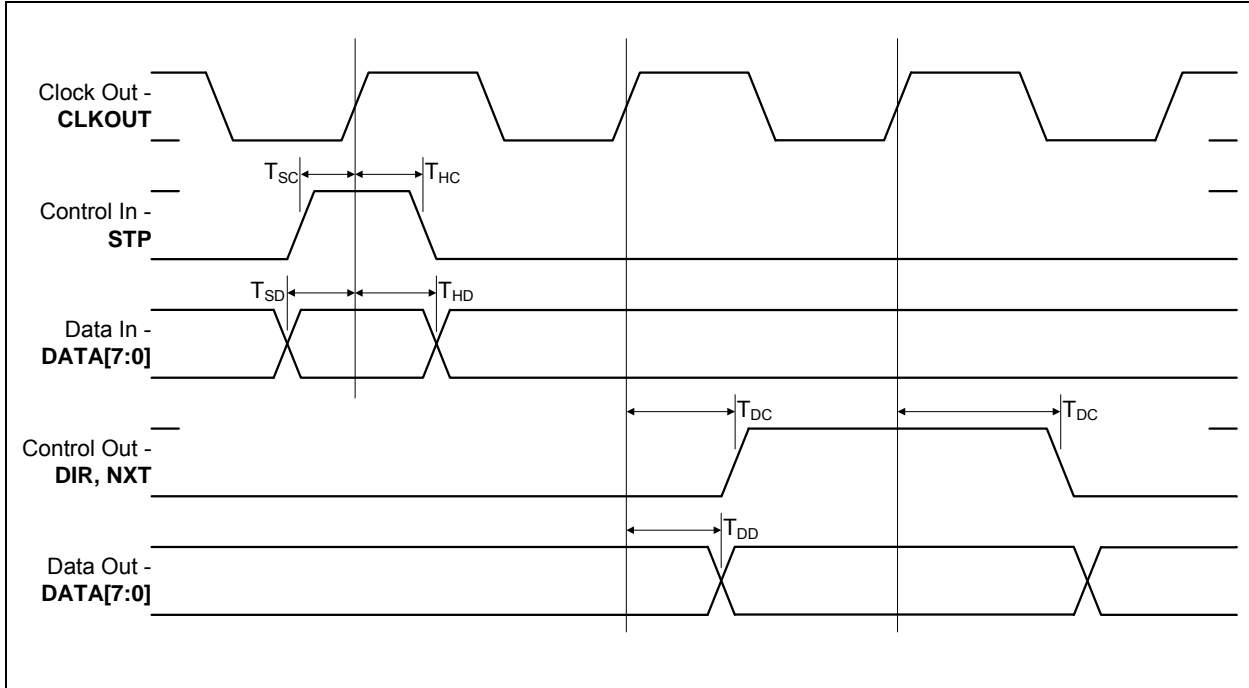 Clock Out -
CLKOUT
T_SC
T_HC
Control In -
STP
T_SD
T_HD
Data In -
DATA[7:0]
T_DC
T_DC
Control Out -
DIR, NXT
T_DD
Data Out -
DATA[7:0]